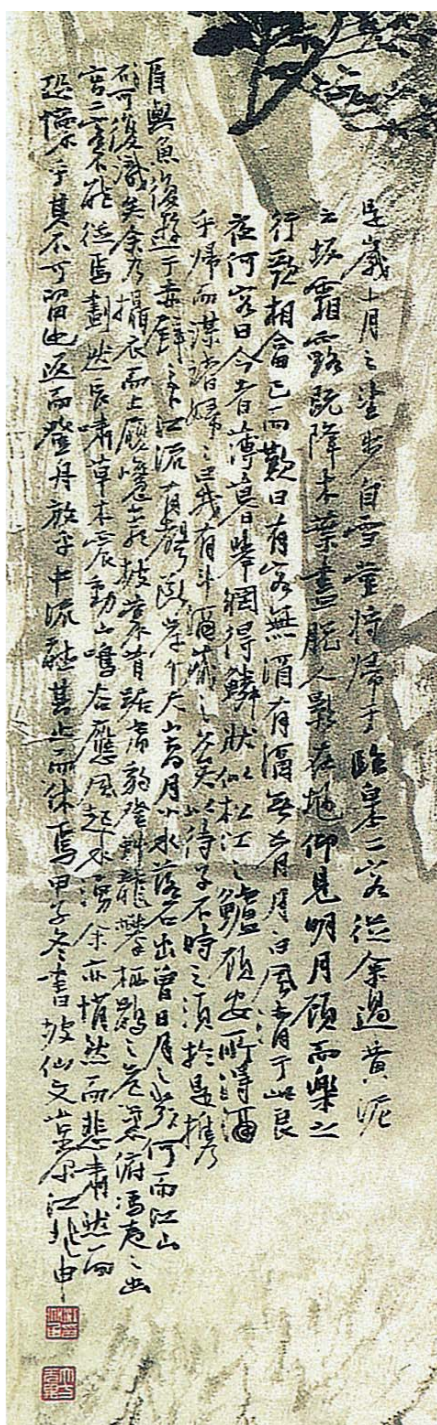 是歲十月之望步自雪堂將歸于臨皋二客從余過黃泥
之坂霜露既降木葉盡脫人影在地仰見明月顧而樂之
行歌相畣已而歎曰有客無酒有酒無肴月白風清如此良
夜何客曰今者薄暮舉網得鱗狀似松江之鱸顧安所得酒
乎歸而謀諸婦〻曰我有斗酒藏之久矣以待子不時之須於是攜
酒與魚復遊于赤壁之下江流有聲斷岸千尺山高月小水落石出曾日月之幾何而江山
不可復識矣余乃攝衣而上履巉巖披蒙茸踞虎豹登虯龍攀栖鶻之危巢俯馮夷之幽
宮二客不能從焉劃然長嘯草木震動山鳴谷應風起水湧余亦悄然而悲肅然而
恐懍乎其不可留也返而登舟放乎中流聽其止而休焉甲子冬書坡仙文江兆申